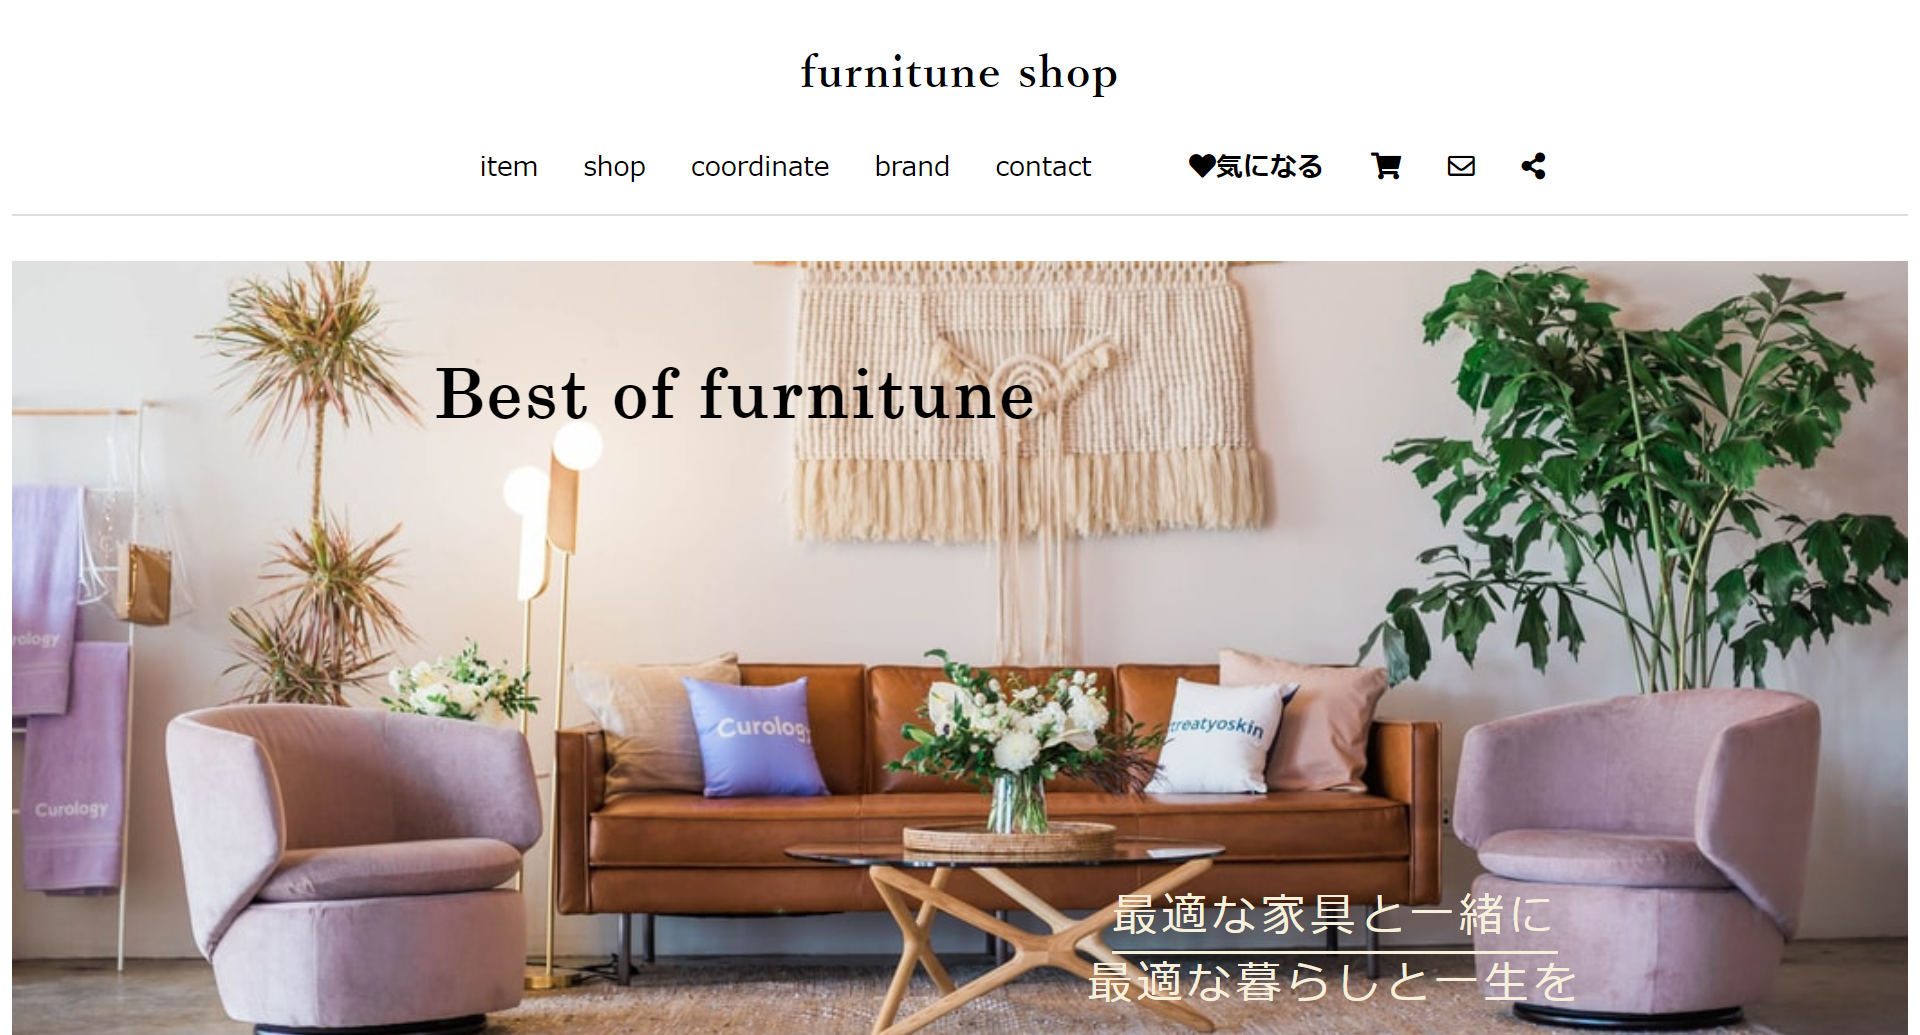 furnitune shop
item shop coordinate brand contact 気になる
Best of furnitune
rology
Curology
Curology
treatyoskin
最適な家具と一緒に
最適な暮らしと一生を